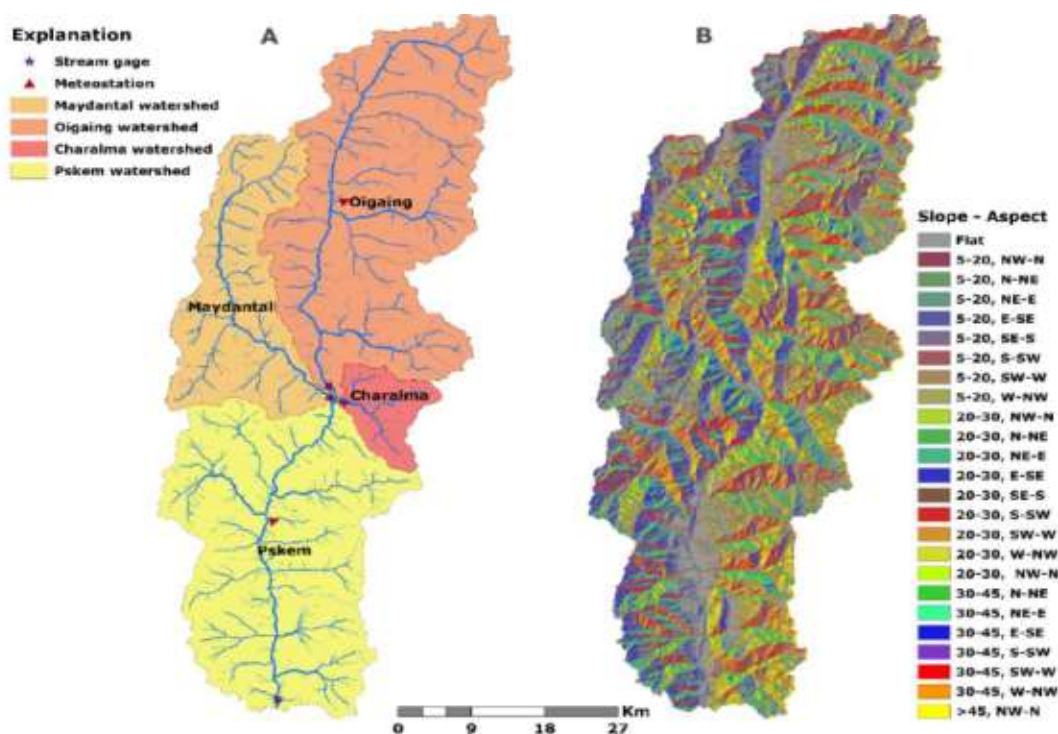 Explanation
Stream gage
Meteostation
Maydantal watershed
Oigaing watershed
Charalma watershed
Pskem watershed
A
Oigaing
Maydantal
Charalma
Pskem
0 9 18 27
Km
B
Slope - Aspect
Flat
5-20, NW-N
5-20, N-NE
5-20, NE-E
5-20, E-SE
5-20, SE-S
5-20, S-SW
5-20, SW-W
5-20, W-NW
20-30, NW-N
20-30, N-NE
20-30, NE-E
20-30, E-SE
20-30, SE-S
20-30, S-SW
20-30, SW-W
20-30, W-NW
20-30, NW-N
30-45, N-NE
30-45, NE-E
30-45, E-SE
30-45, S-SW
30-45, SW-W
30-45, W-NW
>45, NW-N